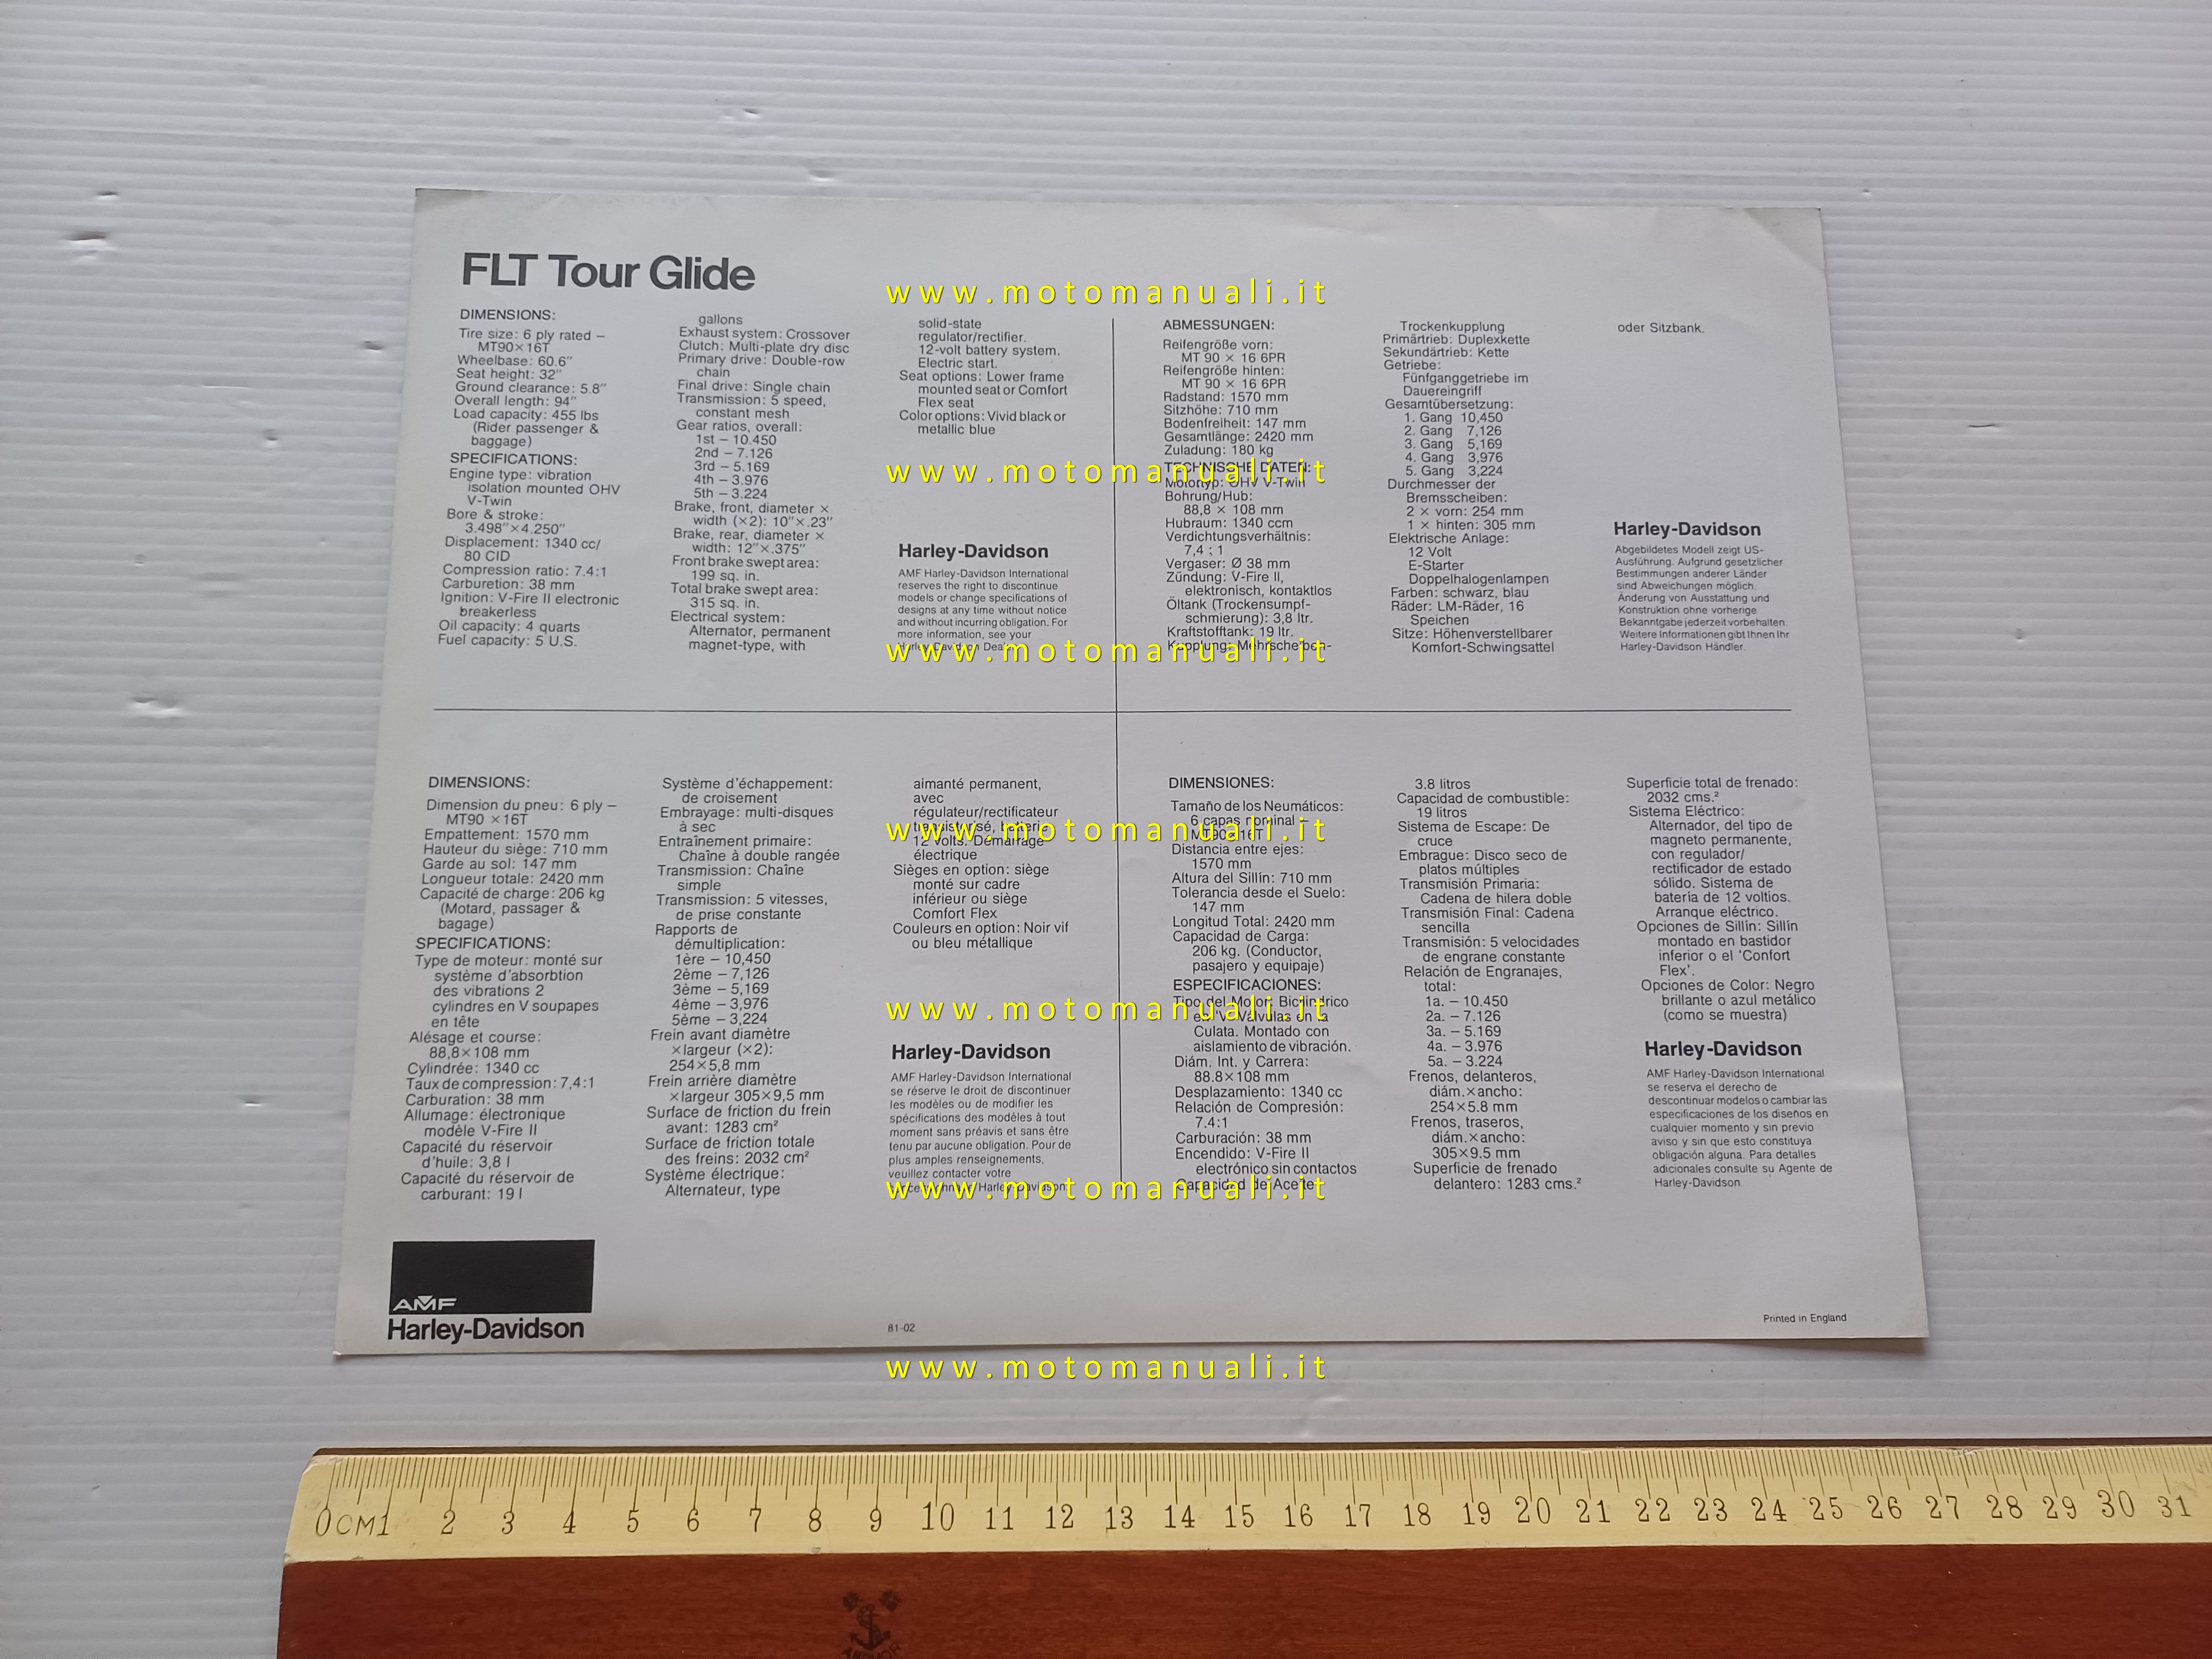 FLT Tour Glide
DIMENSIONS:
Tire size: 6 ply rated –
MT90×16T
Wheelbase: 60.6"
Seat height: 32"
Ground clearance: 5.8"
Overall length: 94"
Load capacity: 455 lbs
(Rider passenger &
baggage)
SPECIFICATIONS:
Engine type: vibration
isolation mounted OHV
V-Twin
Bore & stroke:
3.498"×4.250"
Displacement: 1340 cc/
80 CID
Compression ratio: 7.4:1
Carburetion: 38 mm
Ignition: V-Fire II electronic
breakerless
Oil capacity: 4 quarts
Fuel capacity: 5 U.S.
gallons
Exhaust system: Crossover
Clutch: Multi-plate dry disc
Primary drive: Double-row
chain
Final drive: Single chain
Transmission: 5 speed,
constant mesh
Gear ratios, overall:
1st – 10.450
2nd – 7.126
3rd – 5.169
4th – 3.976
5th – 3.224
Brake, front, diameter ×
width (×2): 10"×.23"
Brake, rear, diameter ×
width: 12"×.375"
Front brake swept area:
199 sq. in.
Total brake swept area:
315 sq. in.
Electrical system:
Alternator, permanent
magnet-type, with
solid-state
regulator/rectifier.
12-volt battery system.
Electric start.
Seat options: Lower frame
mounted seat or Comfort
Flex seat
Color options: Vivid black or
metallic blue
Harley-Davidson
AMF Harley-Davidson International
reserves the right to discontinue
models or change specifications of
designs at any time without notice
and without incurring obligation. For
more information, see your
Harley-Davidson
ABMESSUNGEN:
Reifengröße vorn:
MT 90 × 16 6PR
Reifengröße hinten:
MT 90 × 16 6PR
Radstand: 1570 mm
Sitzhöhe: 710 mm
Bodenfreiheit: 147 mm
Gesamtlänge: 2420 mm
Zuladung: 180 kg
TECHNISCHE DATEN:
Motortyp: OHV V-Twin
Bohrung/Hub:
88,8 × 108 mm
Hubraum: 1340 ccm
Verdichtungsverhältnis:
7,4 : 1
Vergaser: Ø 38 mm
Zündung: V-Fire II,
elektronisch, kontaktlos
Öltank (Trockensumpf-
schmierung): 3,8 ltr.
Kraftstofftank: 19 ltr.
Kupplung: Mehrscheiben-
Trockenkupplung
Primärtrieb: Duplexkette
Sekundärtrieb: Kette
Getriebe:
Fünfganggetriebe im
Dauereingriff
Gesamtübersetzung:
1. Gang 10,450
2. Gang 7,126
3. Gang 5,169
4. Gang 3,976
5. Gang 3,224
Durchmesser der
Bremsscheiben:
2 × vorn: 254 mm
1 × hinten: 305 mm
Elektrische Anlage:
12 Volt
E-Starter
Doppelhalogenlampen
Farben: schwarz, blau
Räder: LM-Räder, 16
Speichen
Sitze: Höhenverstellbarer
Komfort-Schwingsattel
oder Sitzbank.
Harley-Davidson
Abgebildetes Modell zeigt US-
Ausführung. Aufgrund gesetzlicher
Bestimmungen anderer Länder
sind Abweichungen möglich.
Änderung von Ausstattung und
Konstruktion ohne vorherige
Bekanntgabe jederzeit vorbehalten.
Weitere Informationen gibt Ihnen Ihr
Harley-Davidson Händler.
DIMENSIONS:
Dimension du pneu: 6 ply –
MT90 ×16T
Empattement: 1570 mm
Hauteur du siège: 710 mm
Garde au sol: 147 mm
Longueur totale: 2420 mm
Capacité de charge: 206 kg
(Motard, passager &
bagage)
SPECIFICATIONS:
Type de moteur: monté sur
système d'absorbtion
des vibrations 2
cylindres en V soupapes
en tête
Alésage et course:
88,8×108 mm
Cylindrée: 1340 cc
Taux de compression: 7,4:1
Carburation: 38 mm
Allumage: électronique
modèle V-Fire II
Capacité du réservoir
d'huile: 3,8 l
Capacité du réservoir de
carburant: 19 l
Système d'échappement:
de croisement
Embrayage: multi-disques
à sec
Entraînement primaire:
Chaîne à double rangée
Transmission: Chaîne
simple
Transmission: 5 vitesses,
de prise constante
Rapports de
démultiplication:
1ère – 10,450
2ème – 7,126
3ème – 5,169
4ème – 3,976
5ème – 3,224
Frein avant diamètre
×largeur (×2):
254×5,8 mm
Frein arrière diamètre
×largeur 305×9,5 mm
Surface de friction du frein
avant: 1283 cm²
Surface de friction totale
des freins: 2032 cm²
Système électrique:
Alternateur, type
aimanté permanent,
avec
régulateur/rectificateur
transistorisé, batterie
12 volts. Démarrage
électrique
Sièges en option: siège
monté sur cadre
inférieur ou siège
Comfort Flex
Couleurs en option: Noir vif
ou bleu métallique
Harley-Davidson
AMF Harley-Davidson International
se réserve le droit de discontinuer
les modèles ou de modifier les
spécifications des modèles à tout
moment sans préavis et sans être
tenu par aucune obligation. Pour de
plus amples renseignements,
veuillez contacter votre
Harley-Davidson.
DIMENSIONES:
Tamaño de los Neumáticos:
6 capas nominal –
MT90×16T
Distancia entre ejes:
1570 mm
Altura del Sillín: 710 mm
Tolerancia desde el Suelo:
147 mm
Longitud Total: 2420 mm
Capacidad de Carga:
206 kg. (Conductor,
pasajero y equipaje)
ESPECIFICACIONES:
Tipo del Motor: Bicilíndrico
en 'V'. Válvulas en la
Culata. Montado con
aislamiento de vibración.
Diám. Int. y Carrera:
88.8×108 mm
Desplazamiento: 1340 cc
Relación de Compresión:
7.4:1
Carburación: 38 mm
Encendido: V-Fire II
electrónico sin contactos
Capacidad de Aceite
3.8 litros
Capacidad de combustible:
19 litros
Sistema de Escape: De
cruce
Embrague: Disco seco de
platos múltiples
Transmisión Primaria:
Cadena de hilera doble
Transmisión Final: Cadena
sencilla
Transmisión: 5 velocidades
de engrane constante
Relación de Engranajes,
total:
1a. – 10.450
2a. – 7.126
3a. – 5.169
4a. – 3.976
5a. – 3.224
Frenos, delanteros,
diám.×ancho:
254×5.8 mm
Frenos, traseros,
diám.×ancho:
305×9.5 mm
Superficie de frenado
delantero: 1283 cms.²
Superficie total de frenado:
2032 cms.²
Sistema Eléctrico:
Alternador, del tipo de
magneto permanente,
con regulador/
rectificador de estado
sólido. Sistema de
batería de 12 voltios.
Arranque eléctrico.
Opciones de Sillín: Sillín
montado en bastidor
inferior o el 'Confort
Flex'.
Opciones de Color: Negro
brillante o azul metálico
(como se muestra)
Harley-Davidson
AMF Harley-Davidson International
se reserva el derecho de
descontinuar modelos o cambiar las
especificaciones de los diseños en
cualquier momento y sin previo
aviso y sin que esto constituya
obligación alguna. Para detalles
adicionales consulte su Agente de
Harley-Davidson.
AMF
Harley-Davidson
81-02
Printed in England
www.motomanuali.it
www.motomanuali.it
www.motomanuali.it
www.motomanuali.it
www.motomanuali.it
www.motomanuali.it
www.motomanuali.it
0CM1 2 3 4 5 6 7 8 9 10 11 12 13 14 15 16 17 18 19 20 21 22 23 24 25 26 27 28 29 30 31